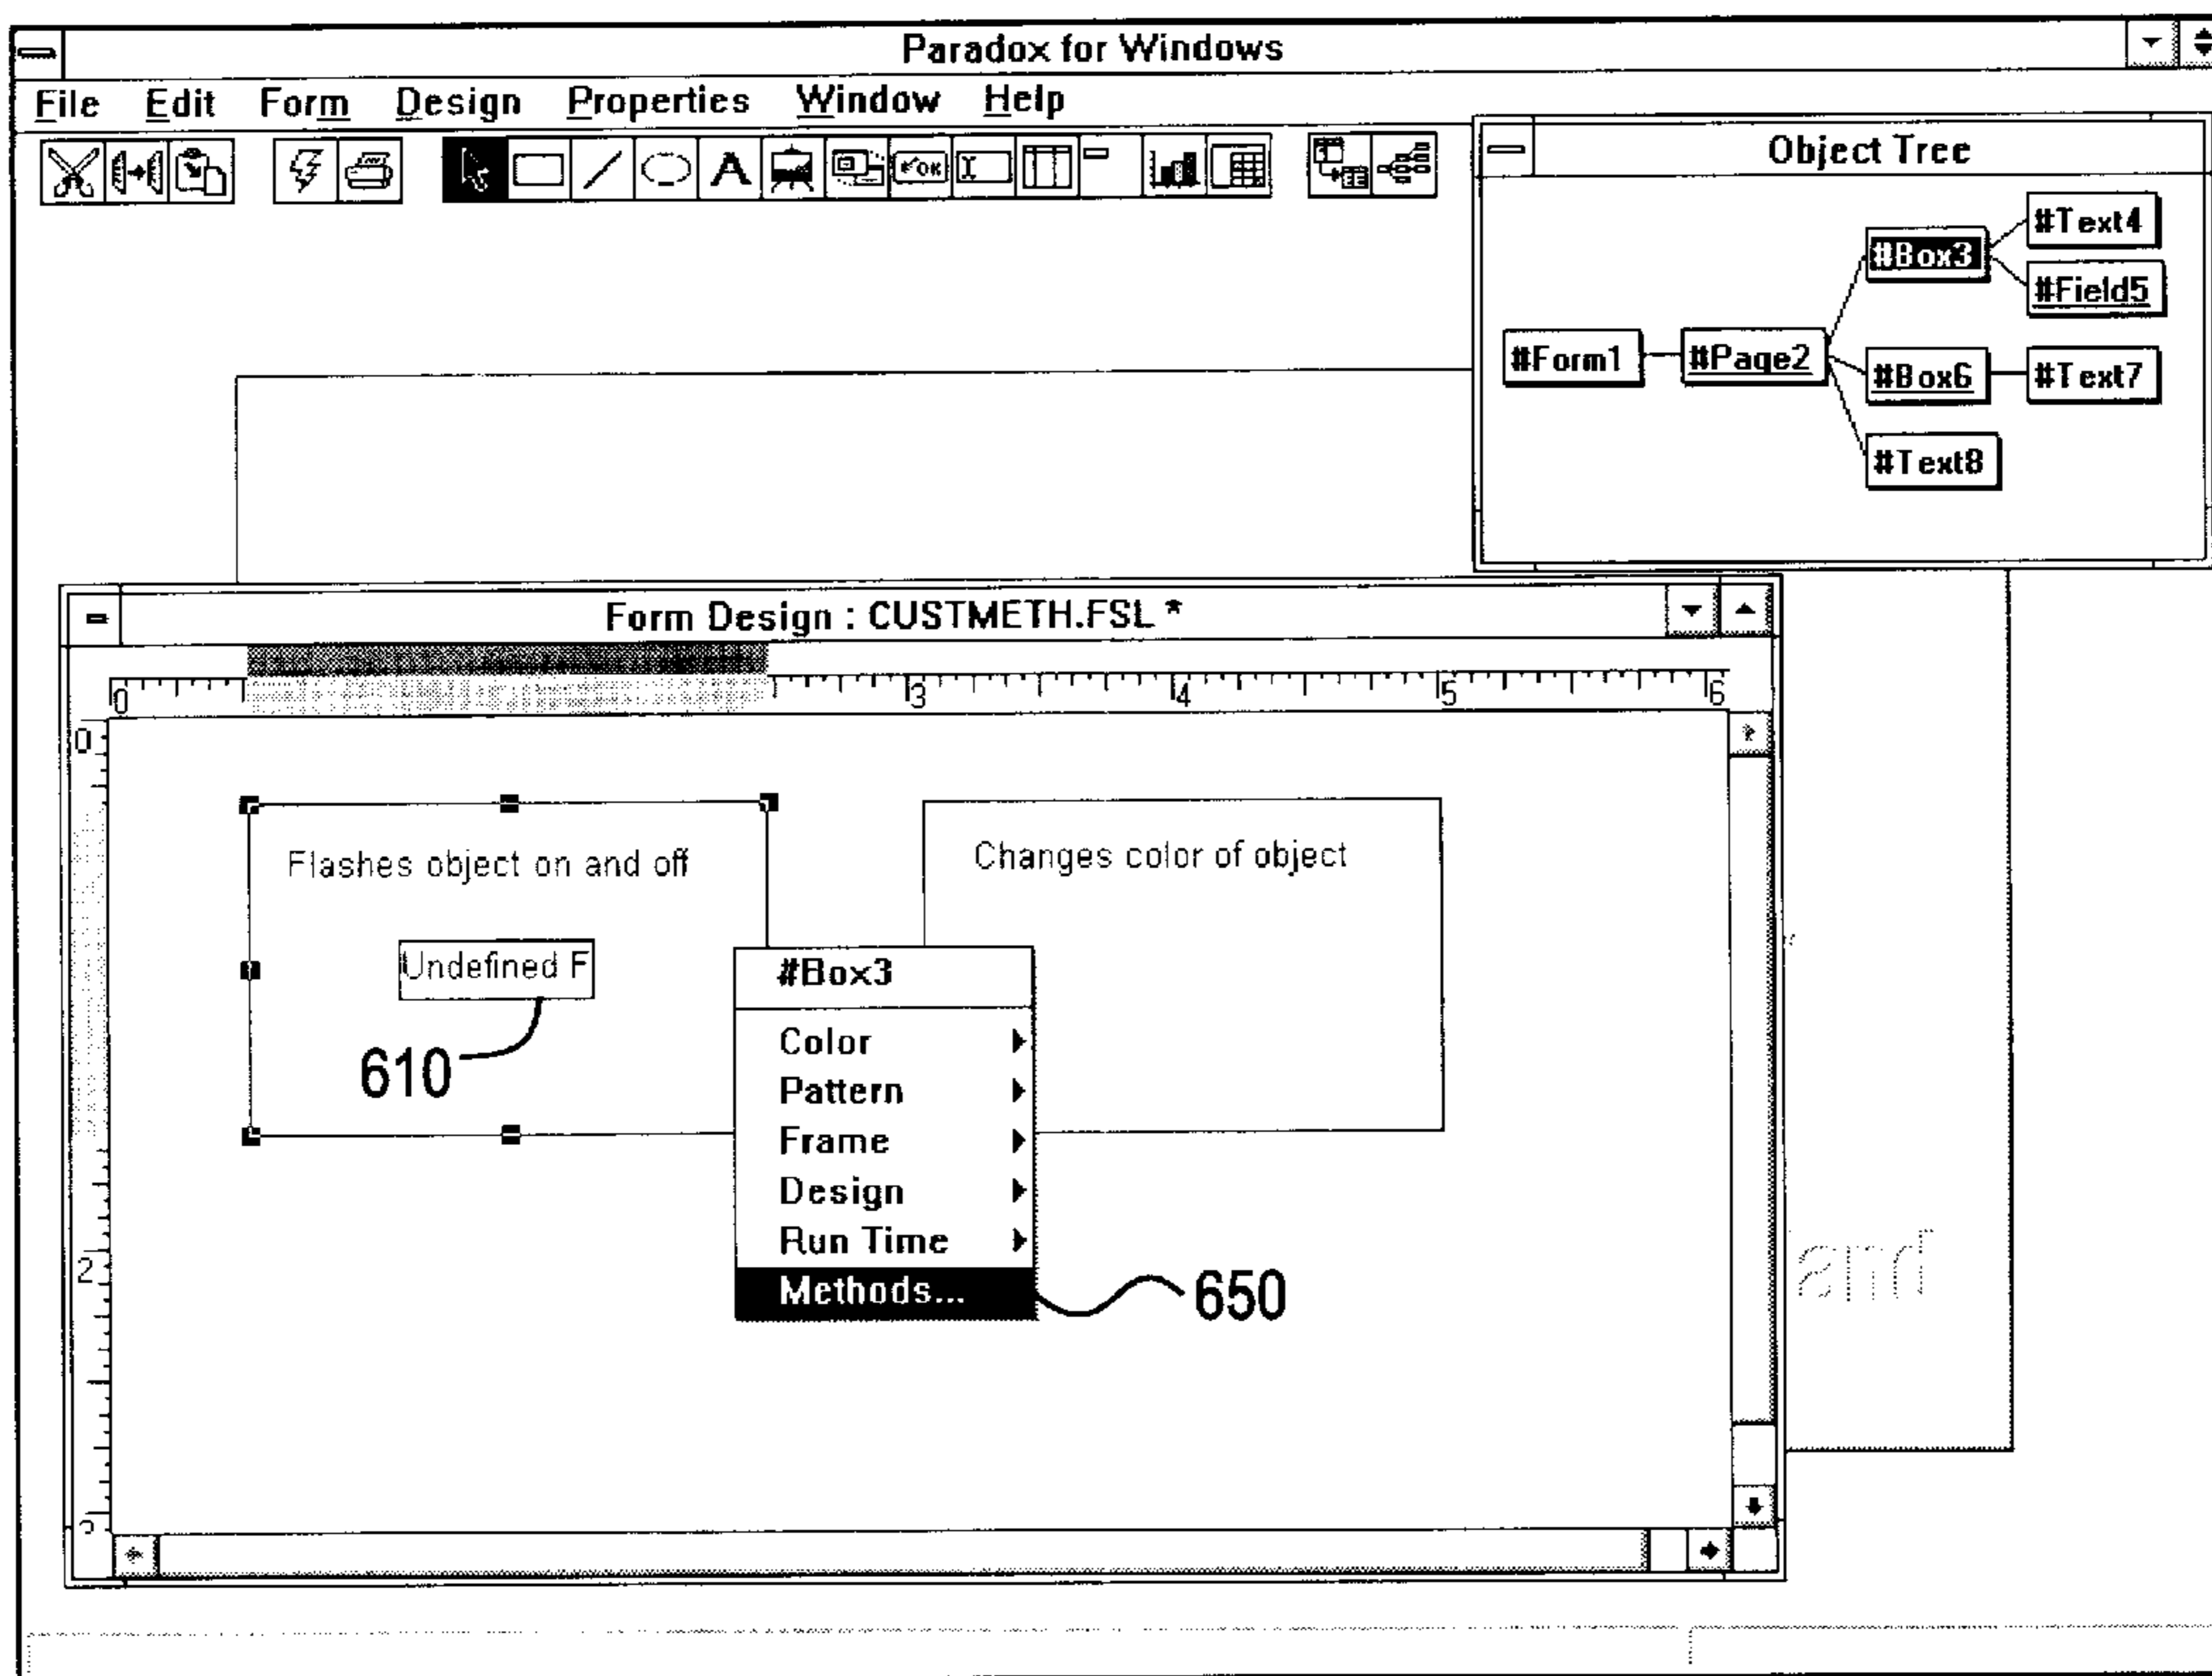 Paradox for Windows
File Edit Form Design Properties Window Help
A OK I
Object Tree
#Text4
#Box3
#Field5
#Form1 #Page2
#Box6 #Text7
#Text8
Form Design : CUSTMETH.FSL *
0 3 4 5 6
0
Flashes object on and off
Changes color of object
Undefined F
#Box3
610
Color
Pattern
Frame
Design
Run Time
2
Methods...
650
and